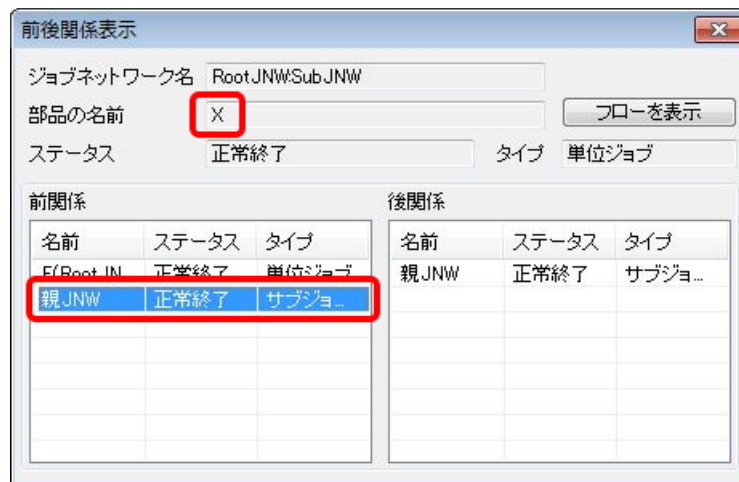 前後関係表示
ジョブネットワーク名 RootJNW:SubJNW
部品の名前 X フローを表示
ステータス 正常終了 タイプ 単位ジョブ
前関係 後関係
名前 ステータス タイプ 名前 ステータス タイプ
正常終了 単位ジョブ 親JNW 正常終了 サブジョ...
親JNW 正常終了 サブジョ...